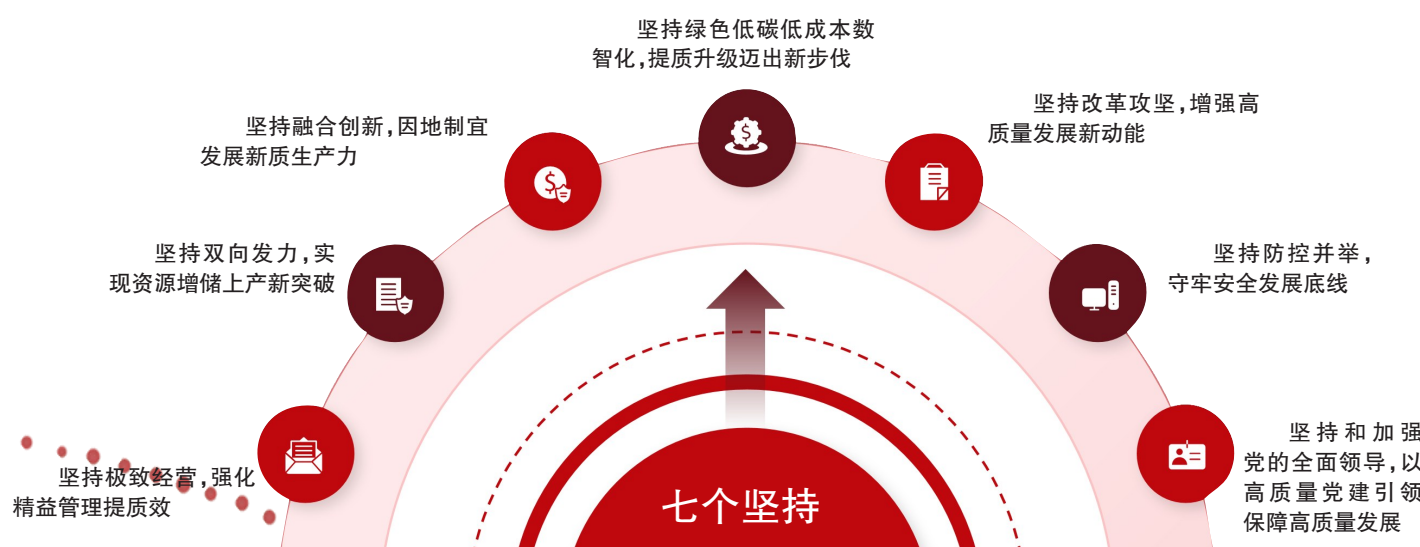 坚持极致经营,强化
精益管理提质效
坚持双向发力,实
现资源增储上产新突破
坚持融合创新,因地制宜
发展新质生产力
坚持绿色低碳低成本数
智化,提质升级迈出新步伐
坚持改革攻坚,增强高
质量发展新动能
坚持防控并举,
守牢安全发展底线
坚持和加强
党的全面领导,以
高质量党建引领
保障高质量发展
七个坚持